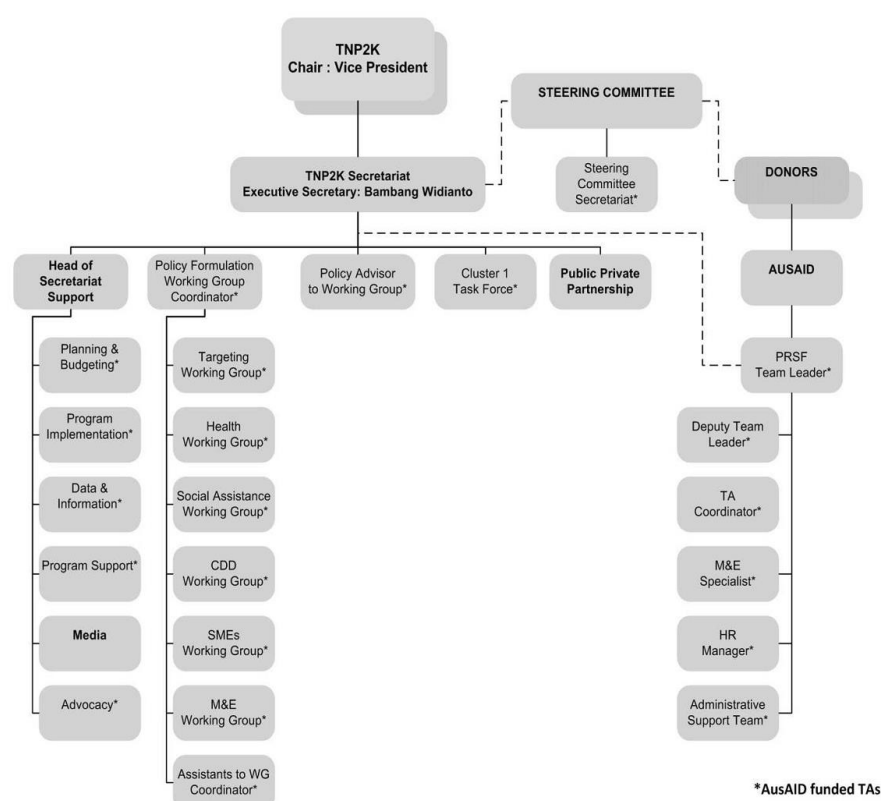 TNP2K
Chair : Vice President
STEERING COMMITTEE
TNP2K Secretariat
Executive Secretary: Bambang Widianto
Steering
Committee
Secretariat*
DONORS
Head of
Secretariat
Support
Policy Formulation
Working Group
Coordinator*
Policy Advisor
to Working Group*
Cluster 1
Task Force*
Public Private
Partnership
AUSAID
Planning &
Budgeting*
Program
Implementation*
Data &
Information*
Program Support*
Media
Advocacy*
Targeting
Working Group*
Health
Working Group*
Social Assistance
Working Group*
CDD
Working Group*
SMEs
Working Group*
M&E
Working Group*
Assistants to WG
Coordinator*
PRSF
Team Leader*
Deputy Team
Leader*
TA
Coordinator*
M&E
Specialist*
HR
Manager*
Administrative
Support Team*
*AusAID funded TAs